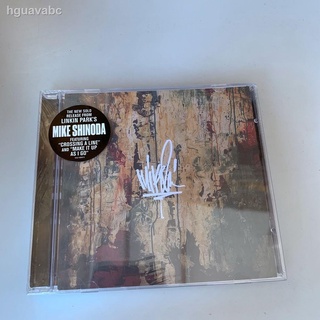 hguavabc
THE NEW SOLO
RELEASE FROM
LINKIN PARK'S
MIKE SHINODA
FEATURING
"CROSSING A LINE"
AND "MAKE IT UP
AS I GO"